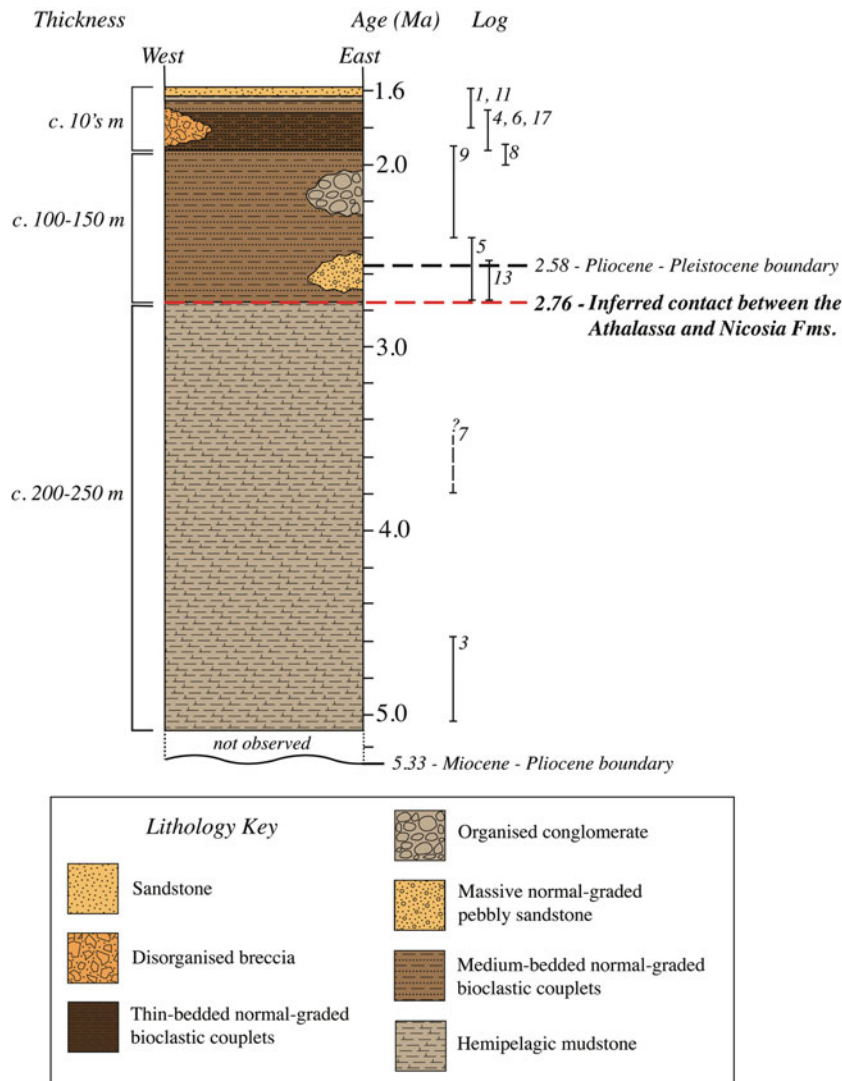 Thickness
Age (Ma)
Log
West
East
1.6
1, 11
c. 10's m
4, 6, 17
9
8
2.0
c. 100-150 m
5
2.58 - Pliocene - Pleistocene boundary
13
2.76 - Inferred contact between the
Athalassa and Nicosia Fms.
3.0
? 7
c. 200-250 m
4.0
3
5.0
not observed
5.33 - Miocene - Pliocene boundary
Lithology Key
Sandstone
Disorganised breccia
Thin-bedded normal-graded
bioclastic couplets
Organised conglomerate
Massive normal-graded
pebbly sandstone
Medium-bedded normal-graded
bioclastic couplets
Hemipelagic mudstone